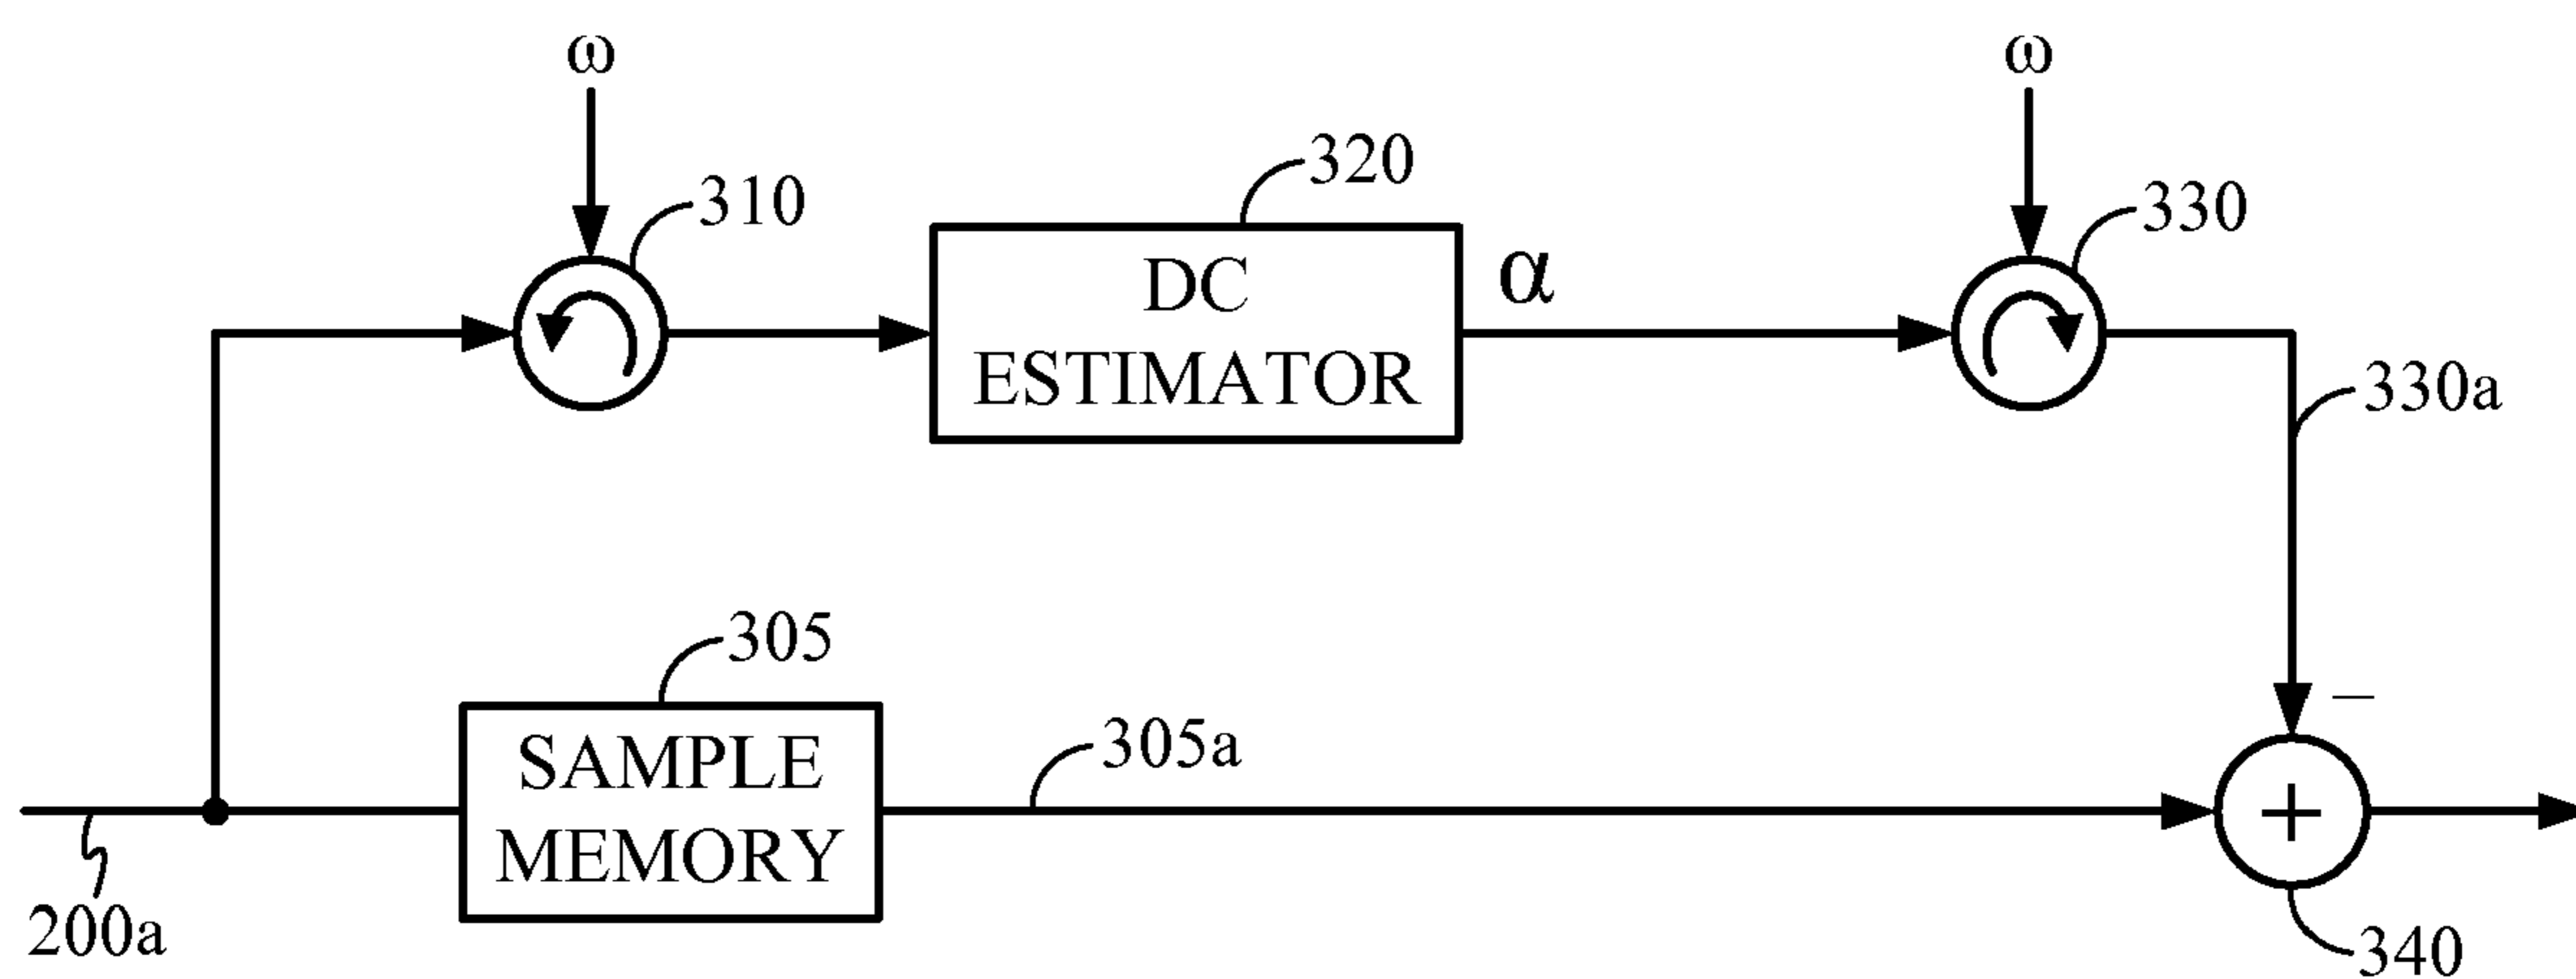 ω
ω
310
320
330
DC
ESTIMATOR
α
330a
305
SAMPLE
MEMORY
305a
–
+
200a
340